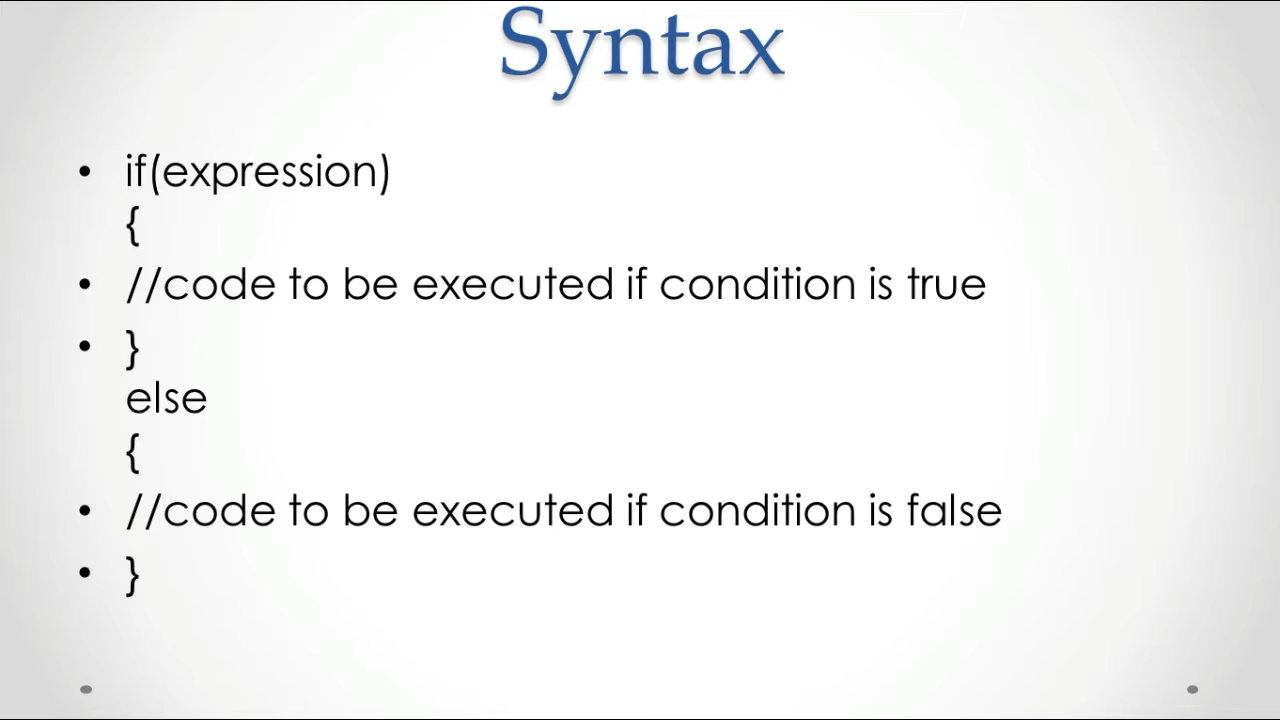 Syntax
• if(expression)
{
• //code to be executed if condition is true
• }
else
{
• //code to be executed if condition is false
• }